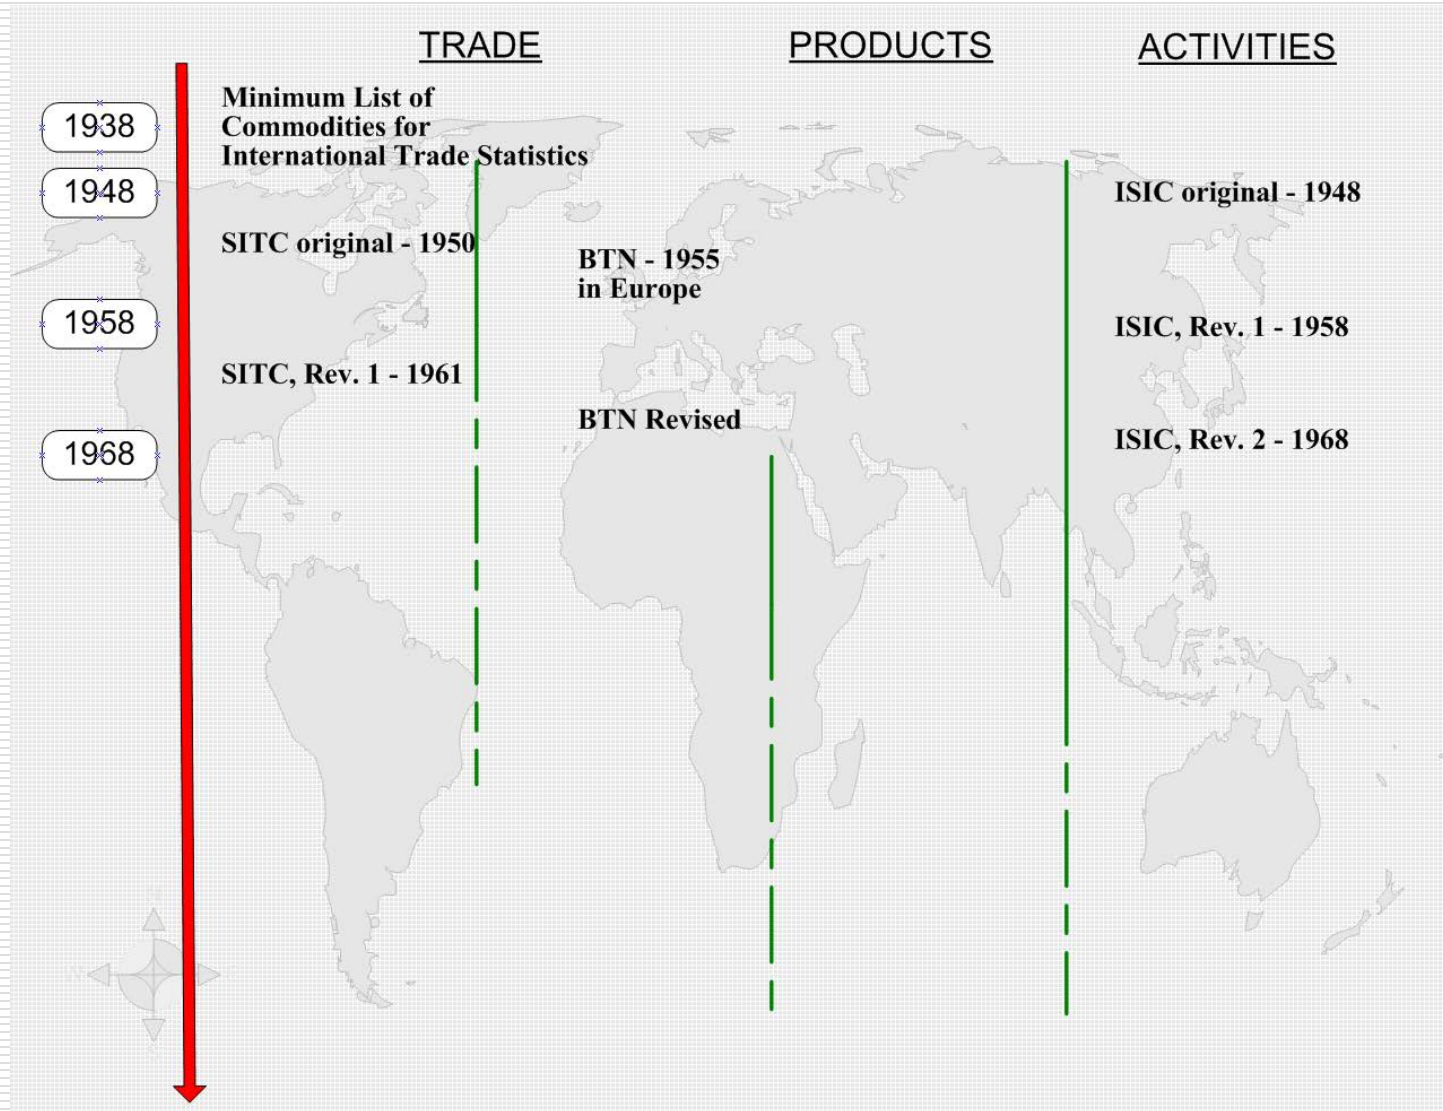 TRADE
PRODUCTS
ACTIVITIES
1938
Minimum List of
Commodities for
International Trade Statistics
1948
ISIC original - 1948
SITC original - 1950
BTN - 1955
in Europe
1958
ISIC, Rev. 1 - 1958
SITC, Rev. 1 - 1961
BTN Revised
1968
ISIC, Rev. 2 - 1968